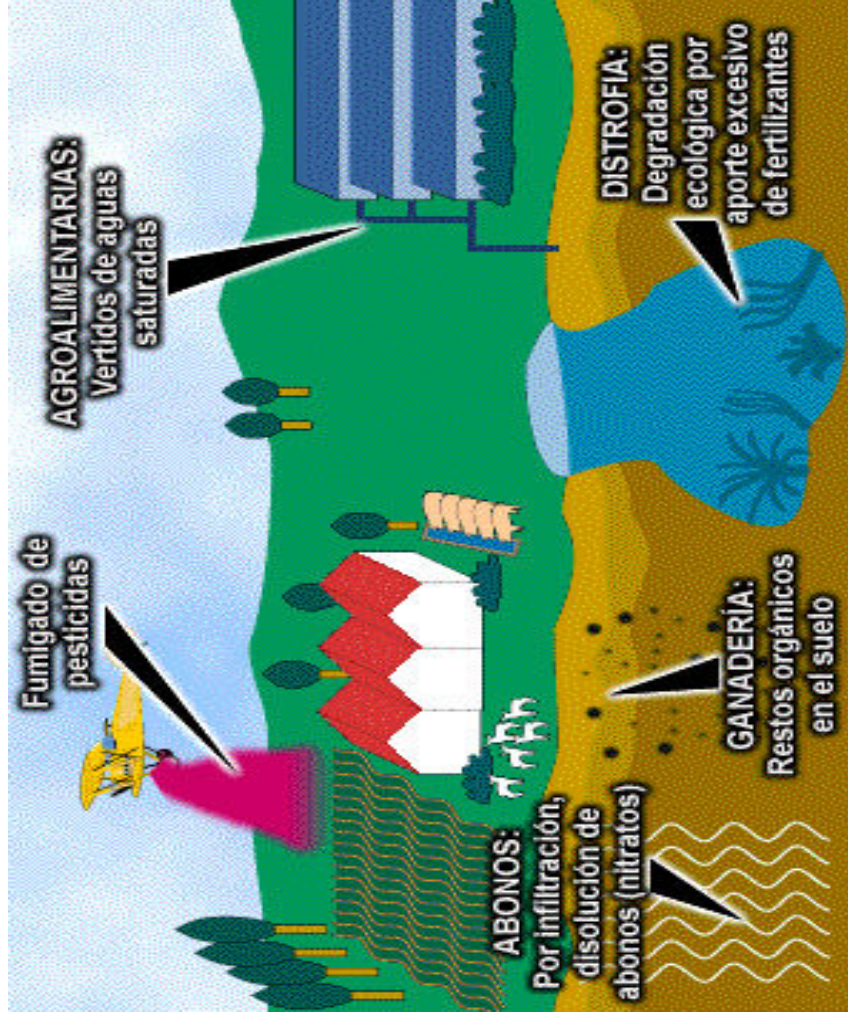 Fumigado de
pesticidas
AGROALIMENTARIAS:
Vertidos de aguas
saturadas
ABONOS:
Por infiltración,
disolución de
abonos (nitratos)
GANADERÍA:
Restos orgánicos
en el suelo
DISTROFIA:
Degradación
ecológica por
aporte excesivo
de fertilizantes